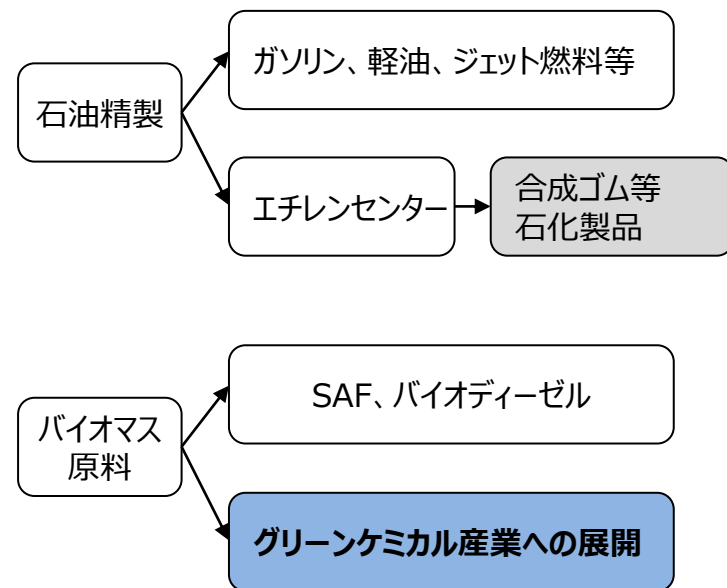 ガソリン、軽油、ジェット燃料等
石油精製
エチレンセンター
合成ゴム等
石化製品
SAF、バイオディーゼル
バイオマス
原料
グリーンケミカル産業への展開